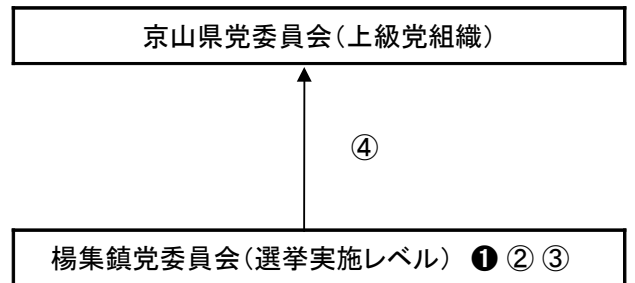 京山県党委員会（上級党組織）
④
楊集鎮党委員会（選挙実施レベル） ❶ ② ③